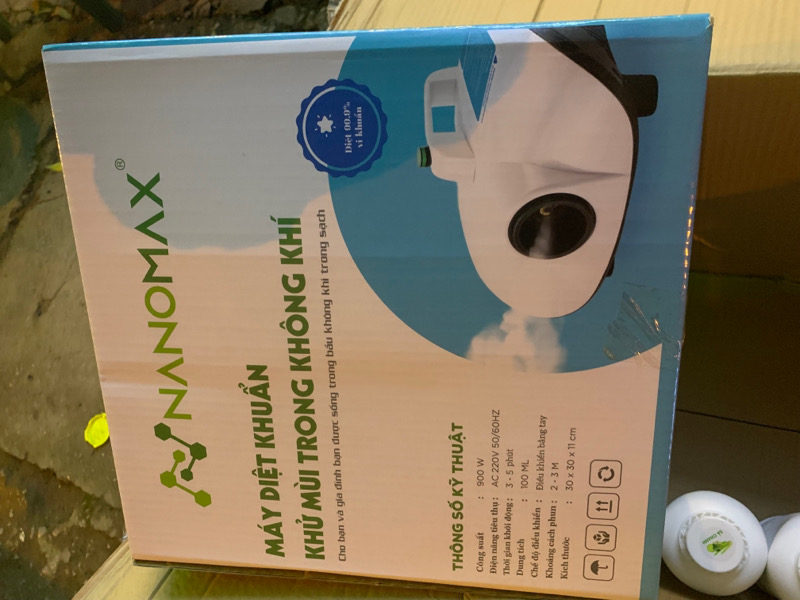 NANOMAX®
MÁY DIỆT KHUẨN
KHỬ MÙI TRONG KHÔNG KHÍ
Cho bạn và gia đình bạn được sống trong bầu không khí trong sạch
Diệt 99.9%
vi khuẩn
THÔNG SỐ KỸ THUẬT
Công suất : 900 W
Điện năng tiêu thụ : AC 220V 50/60HZ
Thời gian khởi động : 3 - 5 phút
Dung tích : 100 ML
Chế độ điều khiển : Điều khiển bằng tay
Khoảng cách phun : 2 - 3 M
Kích thước : 30 x 30 x 11 cm